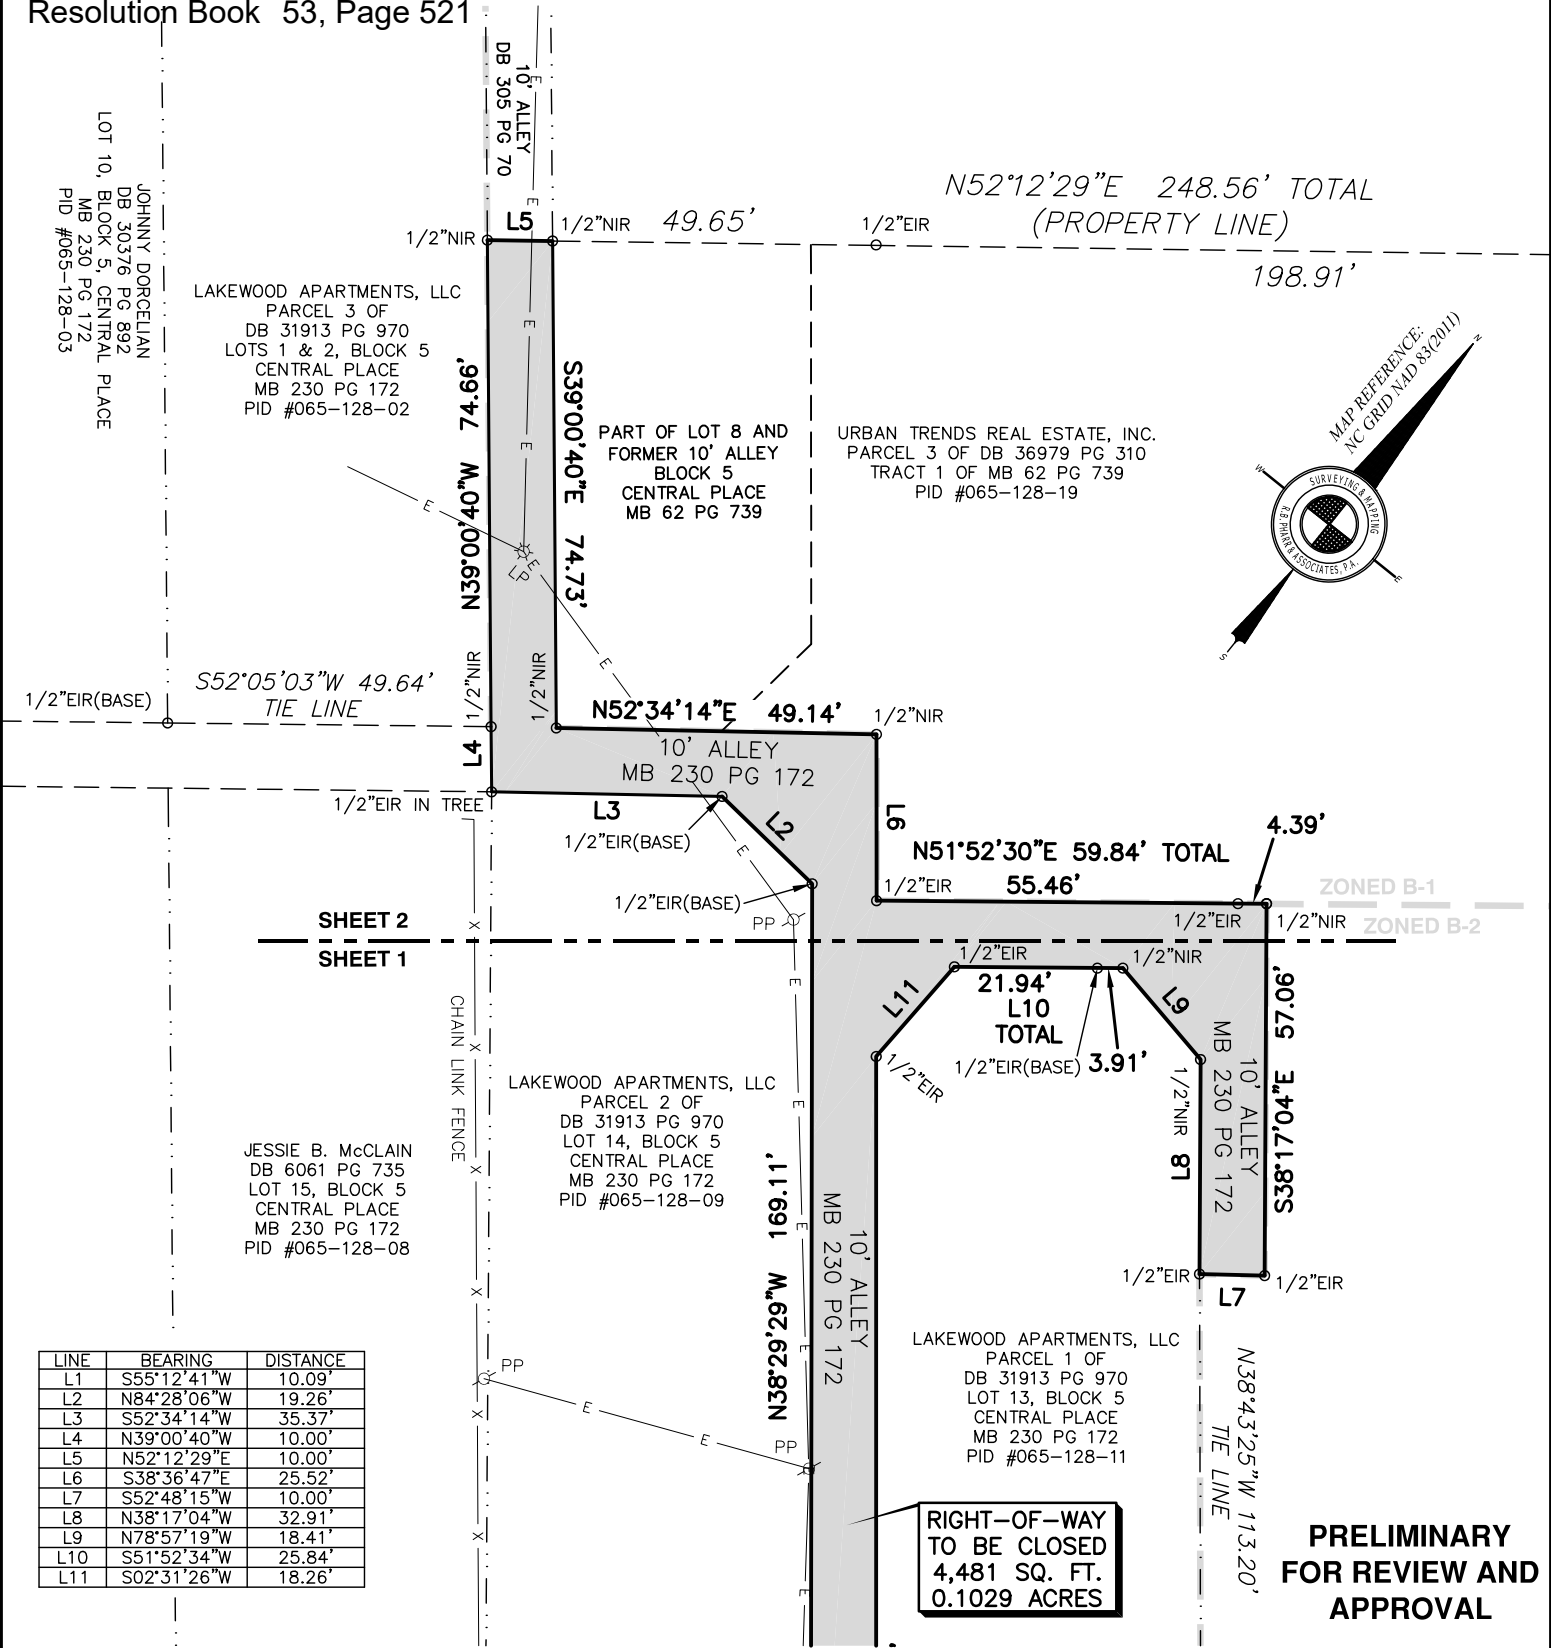 Resolution Book 53, Page 521
10' ALLEY
DB 305 PG 70
N52°12'29"E 248.56' TOTAL
(PROPERTY LINE)
198.91'
L5
1/2"NIR
1/2"NIR
49.65'
1/2"EIR
JOHNNY DORCELIAN
DB 30376 PG 892
LOT 10, BLOCK 5, CENTRAL PLACE
MB 230 PG 172
PID #065-128-03
LAKEWOOD APARTMENTS, LLC
PARCEL 3 OF
DB 31913 PG 970
LOTS 1 & 2, BLOCK 5
CENTRAL PLACE
MB 230 PG 172
PID #065-128-02
N39°00'40"W 74.66'
S39°00'40"E 74.73'
PART OF LOT 8 AND
FORMER 10' ALLEY
BLOCK 5
CENTRAL PLACE
MB 62 PG 739
URBAN TRENDS REAL ESTATE, INC.
PARCEL 3 OF DB 36979 PG 310
TRACT 1 OF MB 62 PG 739
PID #065-128-19
MAP REFERENCE:
NC GRID NAD 83(2011)
N
W
E
S
SURVEYING & MAPPING
R.B. PHARR & ASSOCIATES, P.A.
E
E
E
E
E
E
LP
E
E
S52°05'03"W 49.64'
TIE LINE
1/2"EIR(BASE)
1/2"NIR
1/2"NIR
N52°34'14"E 49.14'
1/2"NIR
10' ALLEY
MB 230 PG 172
L4
1/2"EIR IN TREE
L3
1/2"EIR(BASE)
L2
E
1/2"EIR(BASE)
PP
L6
N51°52'30"E 59.84' TOTAL
4.39'
1/2"EIR
55.46'
1/2"EIR
1/2"NIR
ZONED B-1
ZONED B-2
SHEET 2
SHEET 1
X
CHAIN LINK FENCE
X
X
X
X
X
E
E
E
E
E
1/2"EIR
1/2"NIR
21.94'
L10
TOTAL
L11
L9
1/2"EIR(BASE)
3.91'
1/2"EIR
1/2"NIR
L8
10' ALLEY
MB 230 PG 172
S38°17'04"E 57.06'
LAKEWOOD APARTMENTS, LLC
PARCEL 2 OF
DB 31913 PG 970
LOT 14, BLOCK 5
CENTRAL PLACE
MB 230 PG 172
PID #065-128-09
JESSIE B. McCLAIN
DB 6061 PG 735
LOT 15, BLOCK 5
CENTRAL PLACE
MB 230 PG 172
PID #065-128-08
N38°29'29"W 169.11'
10' ALLEY
MB 230 PG 172
1/2"EIR
L7
1/2"EIR
LAKEWOOD APARTMENTS, LLC
PARCEL 1 OF
DB 31913 PG 970
LOT 13, BLOCK 5
CENTRAL PLACE
MB 230 PG 172
PID #065-128-11
N38°43'25"W 113.20'
TIE LINE
PP
E
E
PP
LINE BEARING DISTANCE
L1 S55°12'41"W 10.09'
L2 N84°28'06"W 19.26'
L3 S52°34'14"W 35.37'
L4 N39°00'40"W 10.00'
L5 N52°12'29"E 10.00'
L6 S38°36'47"E 25.52'
L7 S52°48'15"W 10.00'
L8 N38°17'04"W 32.91'
L9 N78°57'19"W 18.41'
L10 S51°52'34"W 25.84'
L11 S02°31'26"W 18.26'
RIGHT-OF-WAY
TO BE CLOSED
4,481 SQ. FT.
0.1029 ACRES
PRELIMINARY
FOR REVIEW AND
APPROVAL